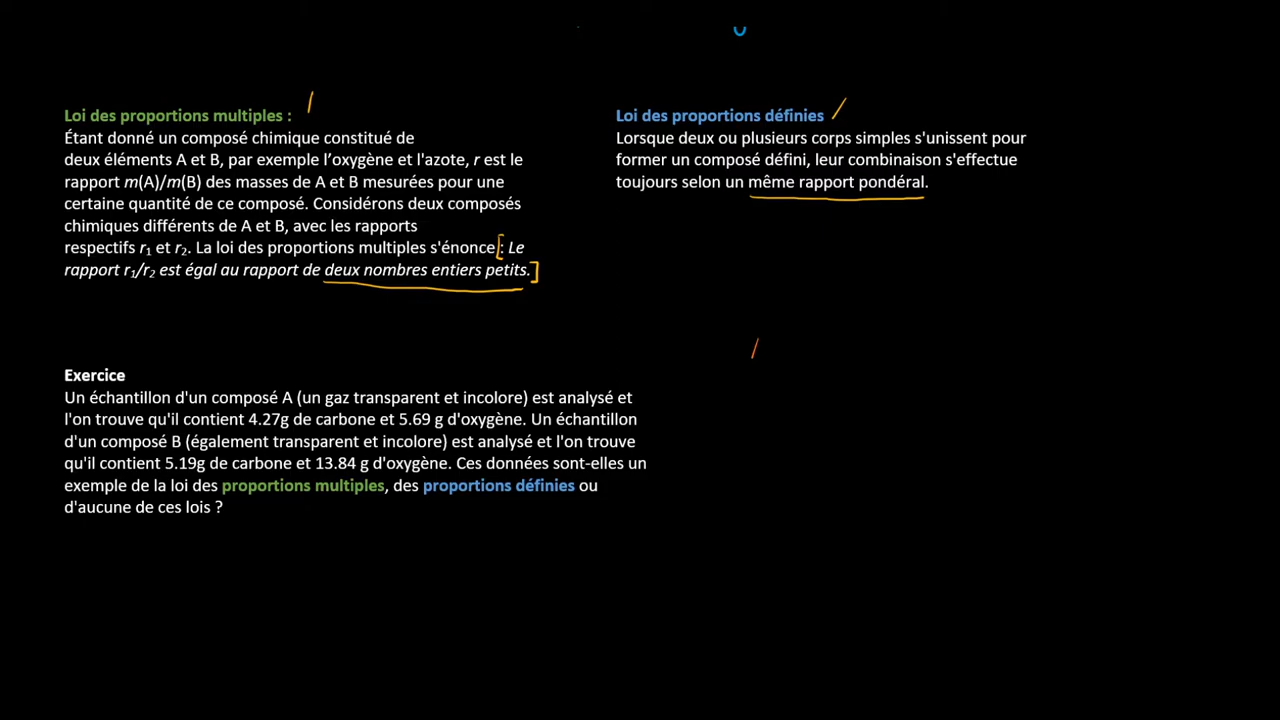 Loi des proportions multiples :
Étant donné un composé chimique constitué de
deux éléments A et B, par exemple l’oxygène et l'azote, r est le
rapport m(A)/m(B) des masses de A et B mesurées pour une
certaine quantité de ce composé. Considérons deux composés
chimiques différents de A et B, avec les rapports
respectifs r₁ et r₂. La loi des proportions multiples s'énonce : Le
rapport r₁/r₂ est égal au rapport de deux nombres entiers petits.
Loi des proportions définies
Lorsque deux ou plusieurs corps simples s'unissent pour
former un composé défini, leur combinaison s'effectue
toujours selon un même rapport pondéral.
Exercice
Un échantillon d'un composé A (un gaz transparent et incolore) est analysé et
l'on trouve qu'il contient 4.27g de carbone et 5.69 g d'oxygène. Un échantillon
d'un composé B (également transparent et incolore) est analysé et l'on trouve
qu'il contient 5.19g de carbone et 13.84 g d'oxygène. Ces données sont-elles un
exemple de la loi des proportions multiples, des proportions définies ou
d'aucune de ces lois ?